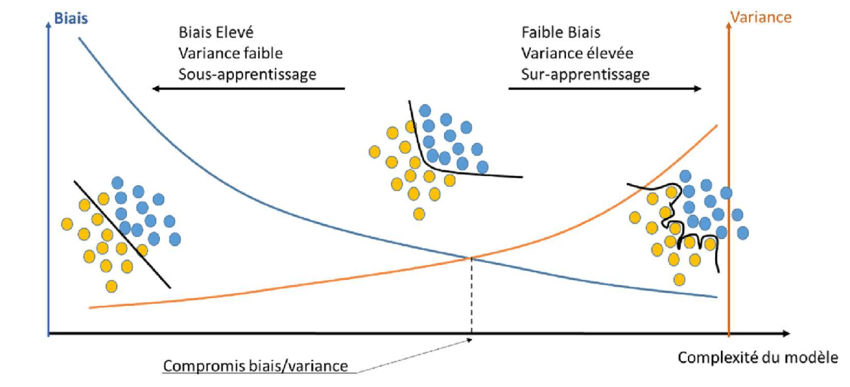 Biais
Biais Elevé
Variance faible
Sous-apprentissage
Faible Biais
Variance élevée
Sur-apprentissage
Variance
Compromis biais/variance
Complexité du modèle